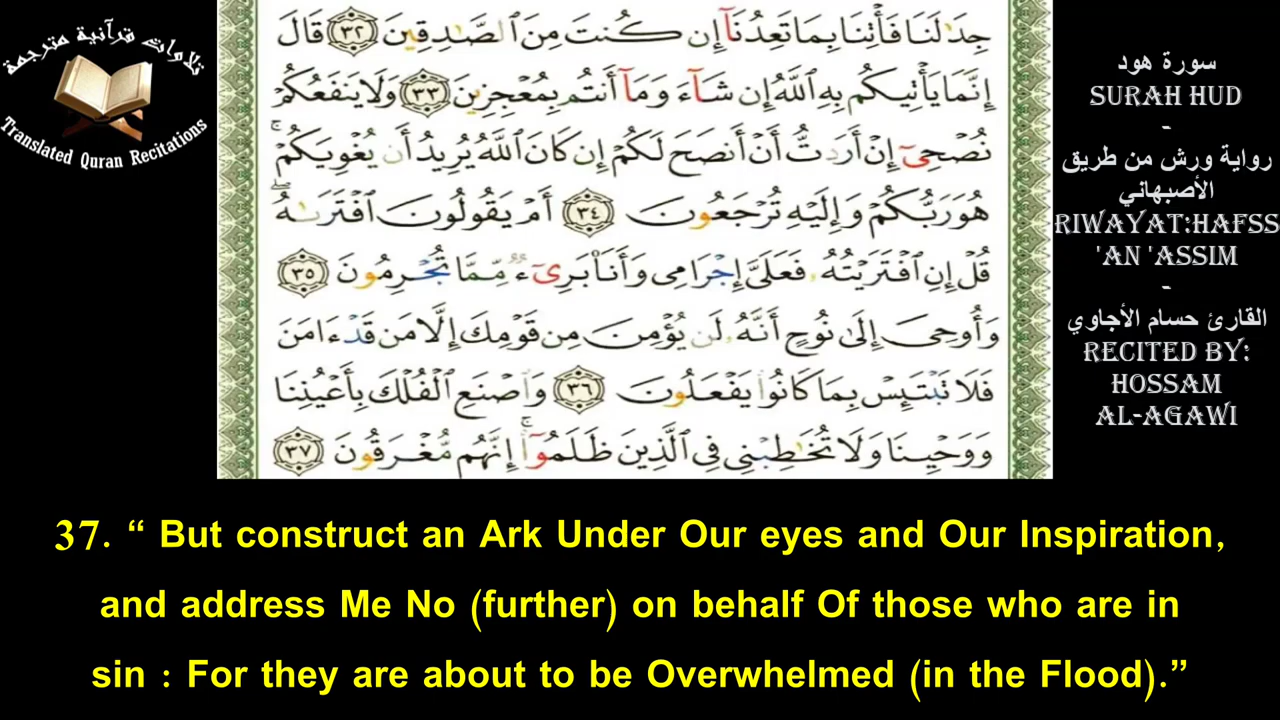 تلاوات قرآنية مترجمة
Translated Quran Recitations
جِدَٰلَنَا فَأْتِنَا بِمَا تَعِدُنَآ إِن كُنتَ مِنَ ٱلصَّٰدِقِينَ ٣٢ قَالَ
إِنَّمَا يَأْتِيكُم بِهِ ٱللَّهُ إِن شَآءَ وَمَآ أَنتُم بِمُعْجِزِينَ ٣٣ وَلَا يَنفَعُكُمْ
نُصْحِىٓ إِنْ أَرَدتُّ أَنْ أَنصَحَ لَكُمْ إِن كَانَ ٱللَّهُ يُرِيدُ أَن يُغْوِيَكُمْ ۚ
هُوَ رَبُّكُمْ وَإِلَيْهِ تُرْجَعُونَ ٣٤ أَمْ يَقُولُونَ ٱفْتَرَىٰهُ ۖ
قُلْ إِنِ ٱفْتَرَيْتُهُۥ فَعَلَىَّ إِجْرَامِى وَأَنَا۠ بَرِىٓءٌ مِّمَّا تُجْرِمُونَ ٣٥
وَأُوحِىَ إِلَىٰ نُوحٍ أَنَّهُۥ لَن يُؤْمِنَ مِن قَوْمِكَ إِلَّا مَن قَدْ ءَامَنَ
فَلَا تَبْتَئِسْ بِمَا كَانُوا۟ يَفْعَلُونَ ٣٦ وَٱصْنَعِ ٱلْفُلْكَ بِأَعْيُنِنَا
وَوَحْيِنَا وَلَا تُخَٰطِبْنِى فِى ٱلَّذِينَ ظَلَمُوٓا۟ ۚ إِنَّهُم مُّغْرَقُونَ ٣٧
سورة هود
SURAH HUD
-
رواية ورش من طريق
الأصبهاني
RIWAYAT:HAFSS
'AN 'ASSIM
-
القارئ حسام الأجاوي
RECITED BY:
HOSSAM
AL-AGAWI
37. “ But construct an Ark Under Our eyes and Our Inspiration,
and address Me No (further) on behalf Of those who are in
sin : For they are about to be Overwhelmed (in the Flood).”